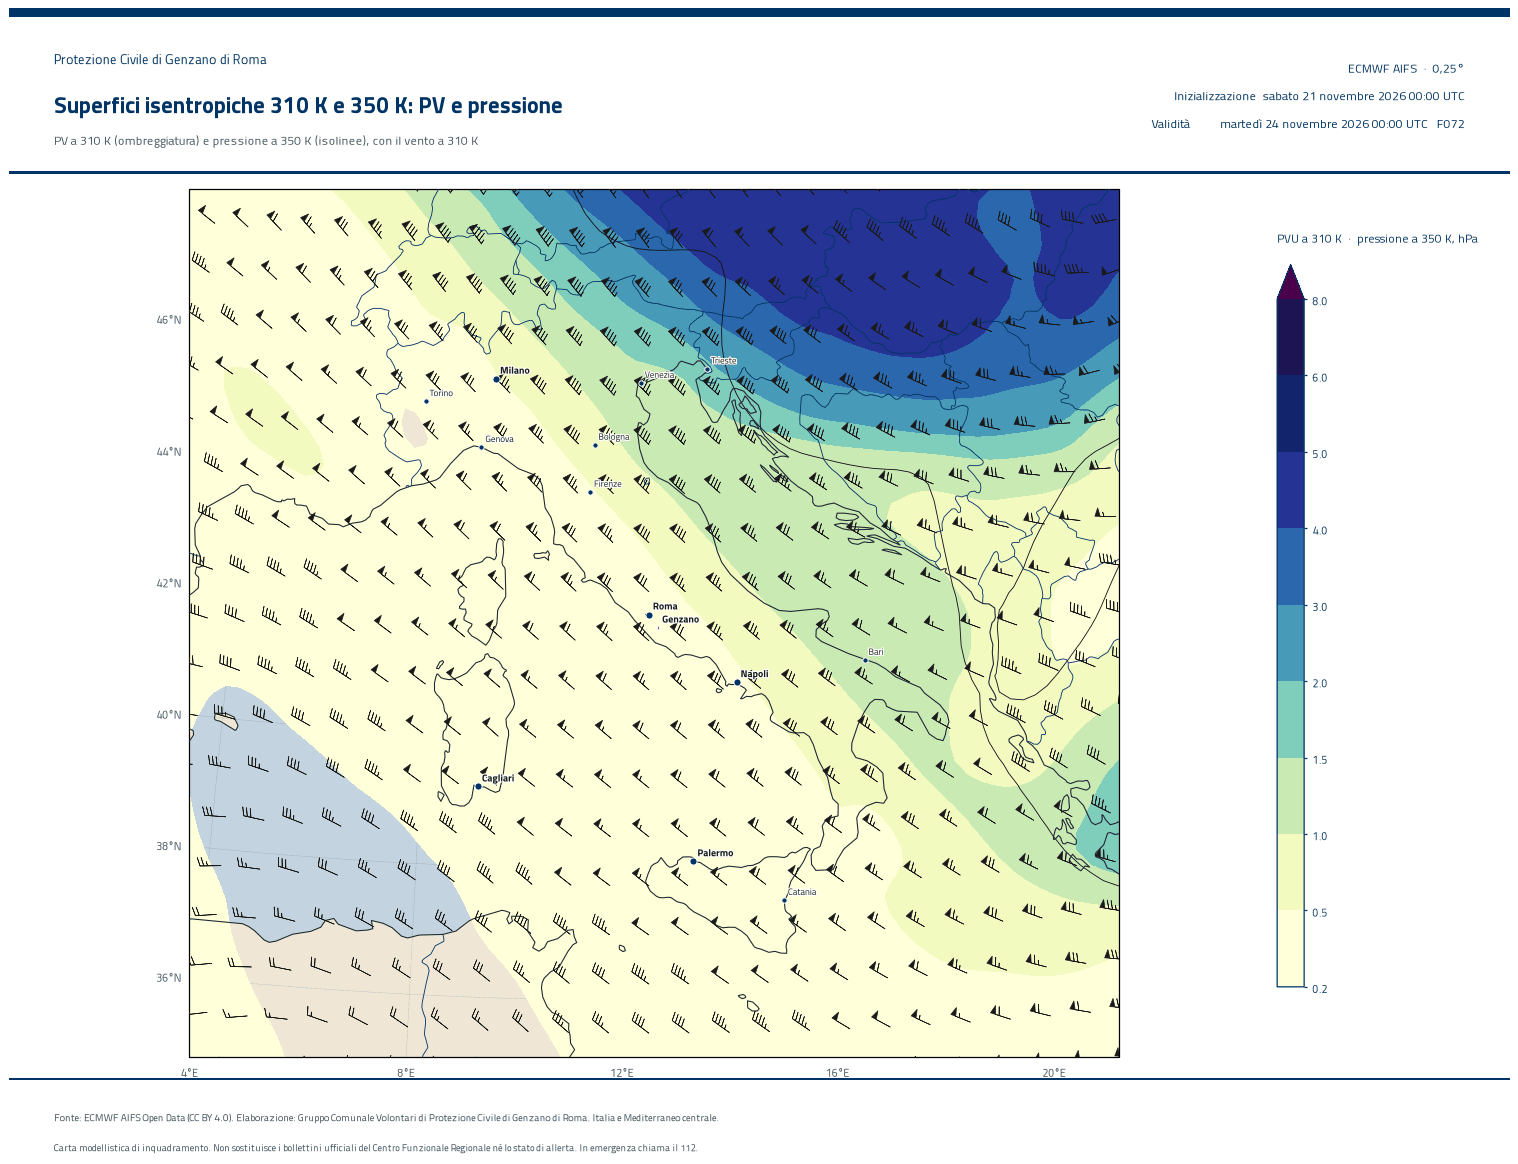 Protezione Civile di Genzano di Roma
Superfici isentropiche 310 K e 350 K: PV e pressione
PV a 310 K (ombreggiatura) e pressione a 350 K (isolinee), con il vento a 310 K
ECMWF AIFS · 0,25°
Inizializzazione sabato 21 novembre 2026 00:00 UTC
Validità martedì 24 novembre 2026 00:00 UTC F072
PVU a 310 K · pressione a 350 K, hPa
8.0
6.0
5.0
4.0
3.0
2.0
1.5
1.0
0.5
0.2
46°N
44°N
42°N
40°N
38°N
36°N
4°E
8°E
12°E
16°E
20°E
Trieste
Venezia
Milano
Torino
Genova
Bologna
Firenze
Roma
Genzano
Bari
Napoli
Cagliari
Palermo
Catania
Fonte: ECMWF AIFS Open Data (CC BY 4.0). Elaborazione: Gruppo Comunale Volontari di Protezione Civile di Genzano di Roma. Italia e Mediterraneo centrale.
Carta modellistica di inquadramento. Non sostituisce i bollettini ufficiali del Centro Funzionale Regionale né lo stato di allerta. In emergenza chiama il 112.